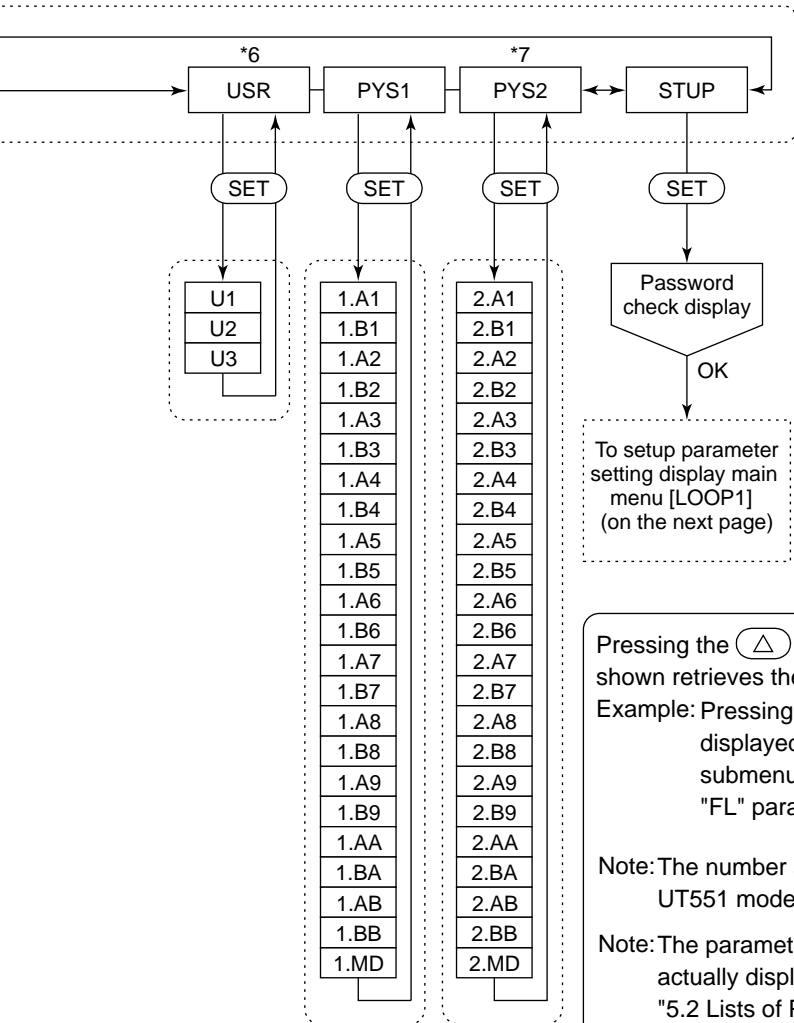 *6
*7
USR
PYS1
PYS2
STUP
SET
SET
SET
SET
U1
U2
U3
1.A1
1.B1
1.A2
1.B2
1.A3
1.B3
1.A4
1.B4
1.A5
1.B5
1.A6
1.B6
1.A7
1.B7
1.A8
1.B8
1.A9
1.B9
1.AA
1.BA
1.AB
1.BB
1.MD
2.A1
2.B1
2.A2
2.B2
2.A3
2.B3
2.A4
2.B4
2.A5
2.B5
2.A6
2.B6
2.A7
2.B7
2.A8
2.B8
2.A9
2.B9
2.AA
2.BA
2.AB
2.BB
2.MD
Password
check display
OK
To setup parameter
setting display main
menu [LOOP1]
(on the next page)
Pressing the △
shown retrieves the
Example: Pressing
displayed
submenu
"FL" para
Note: The number
UT551 mode
Note: The paramet
actually displ
"5.2 Lists of P